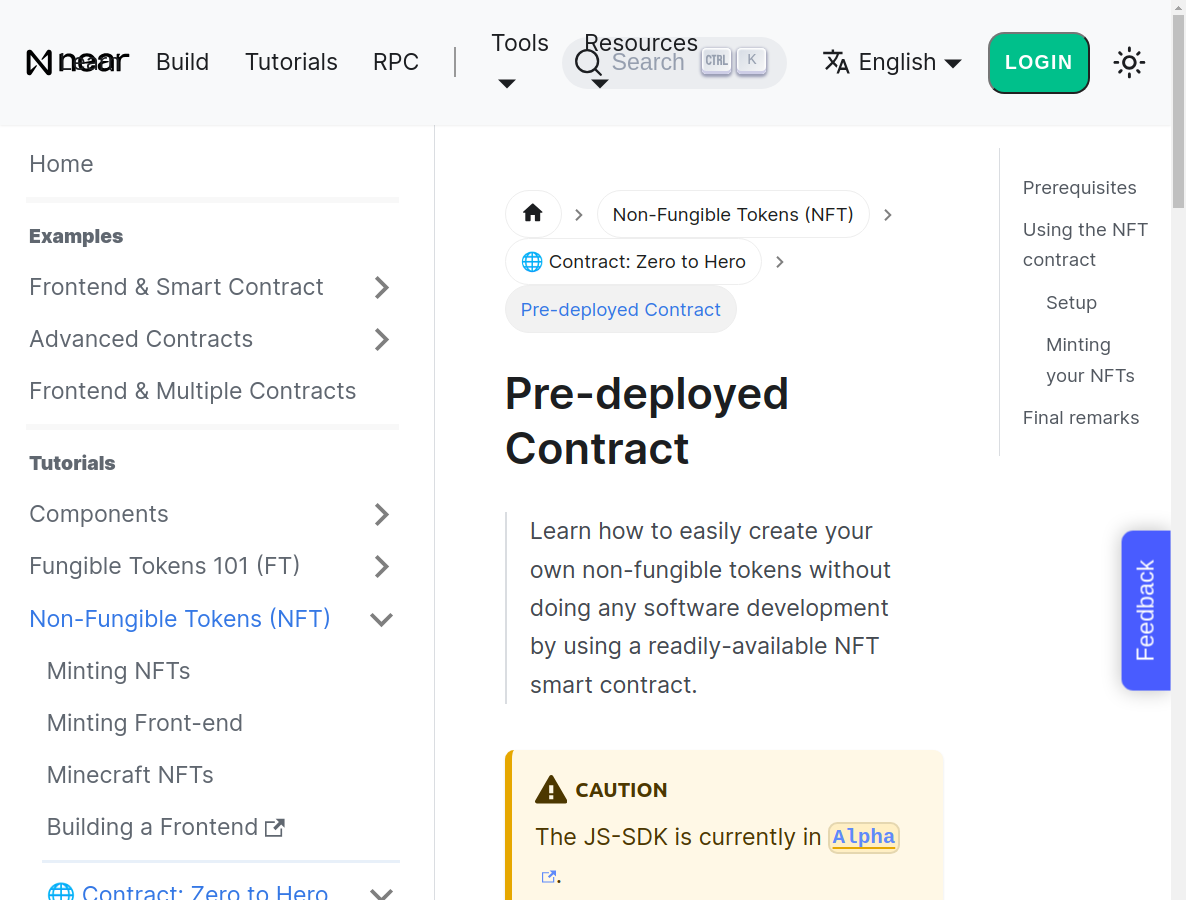 near
Learn
Build
Tutorials
RPC
Tools
Resources
Search
CTRL
K
English
LOGIN
Home
Examples
Frontend & Smart Contract
Advanced Contracts
Frontend & Multiple Contracts
Tutorials
Components
Fungible Tokens 101 (FT)
Non-Fungible Tokens (NFT)
Minting NFTs
Minting Front-end
Minecraft NFTs
Building a Frontend
Contract: Zero to Hero
Non-Fungible Tokens (NFT)
Contract: Zero to Hero
Pre-deployed Contract
Pre-deployed
Contract
Learn how to easily create your
own non-fungible tokens without
doing any software development
by using a readily-available NFT
smart contract.
CAUTION
The JS-SDK is currently in Alpha
.
Prerequisites
Using the NFT
contract
Setup
Minting
your NFTs
Final remarks
Feedback